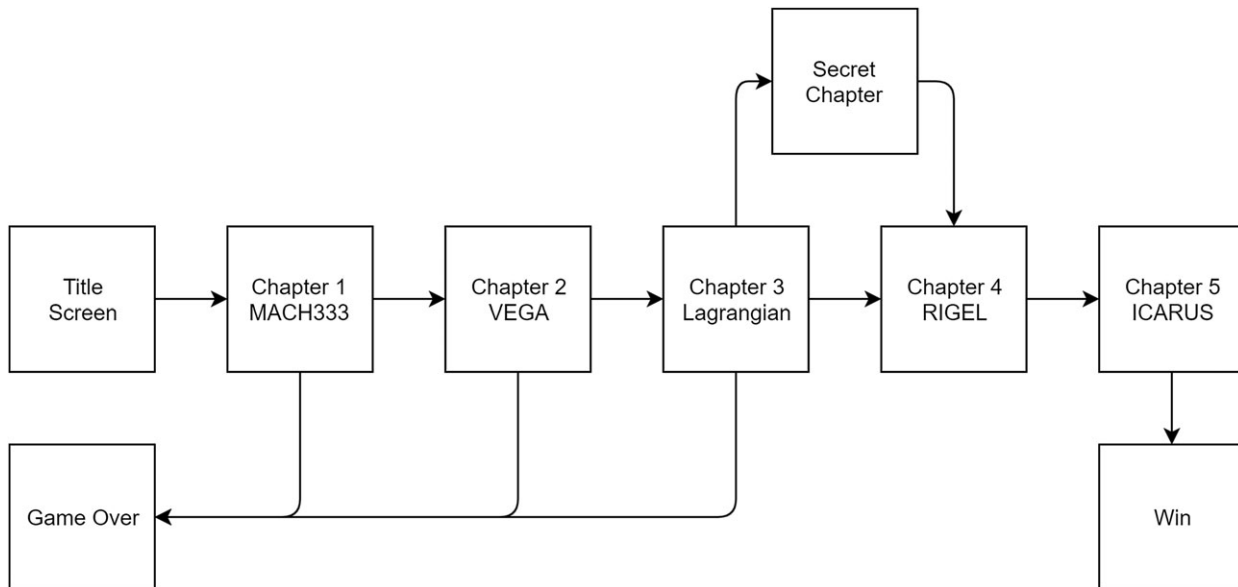 Secret
Chapter
Title
Screen
Chapter 1
MACH333
Chapter 2
VEGA
Chapter 3
Lagrangian
Chapter 4
RIGEL
Chapter 5
ICARUS
Game Over
Win